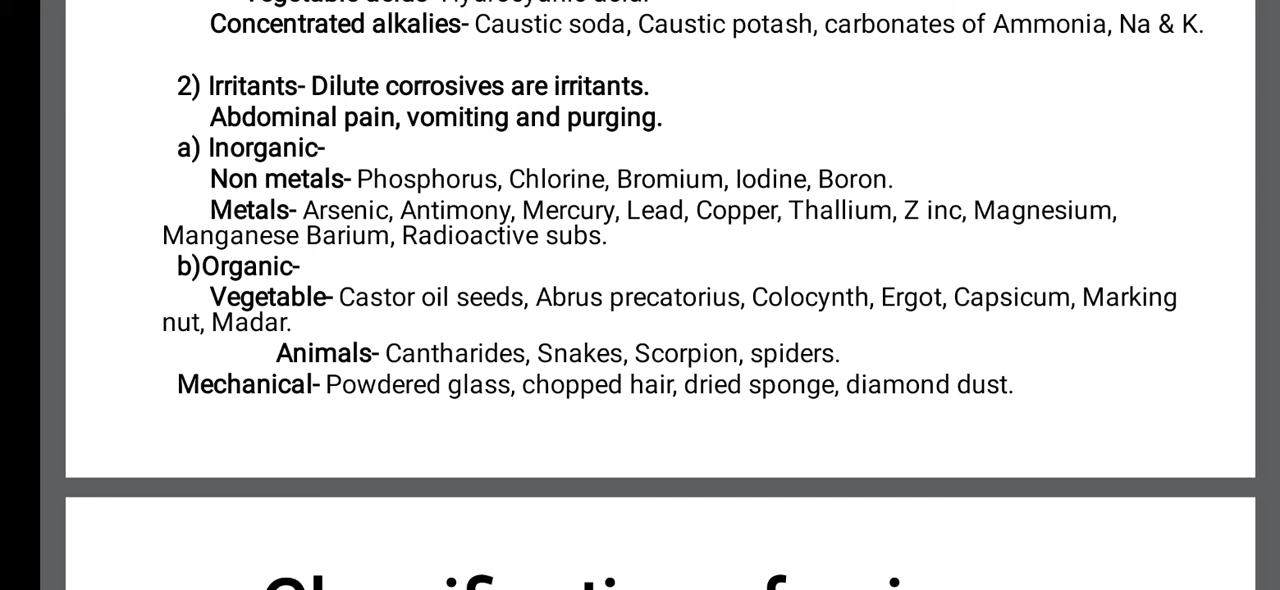 Concentrated alkalies- Caustic soda, Caustic potash, carbonates of Ammonia, Na & K.
2) Irritants- Dilute corrosives are irritants.
Abdominal pain, vomiting and purging.
a) Inorganic-
Non metals- Phosphorus, Chlorine, Bromium, Iodine, Boron.
Metals- Arsenic, Antimony, Mercury, Lead, Copper, Thallium, Z inc, Magnesium,
Manganese Barium, Radioactive subs.
b)Organic-
Vegetable- Castor oil seeds, Abrus precatorius, Colocynth, Ergot, Capsicum, Marking
nut, Madar.
Animals- Cantharides, Snakes, Scorpion, spiders.
Mechanical- Powdered glass, chopped hair, dried sponge, diamond dust.